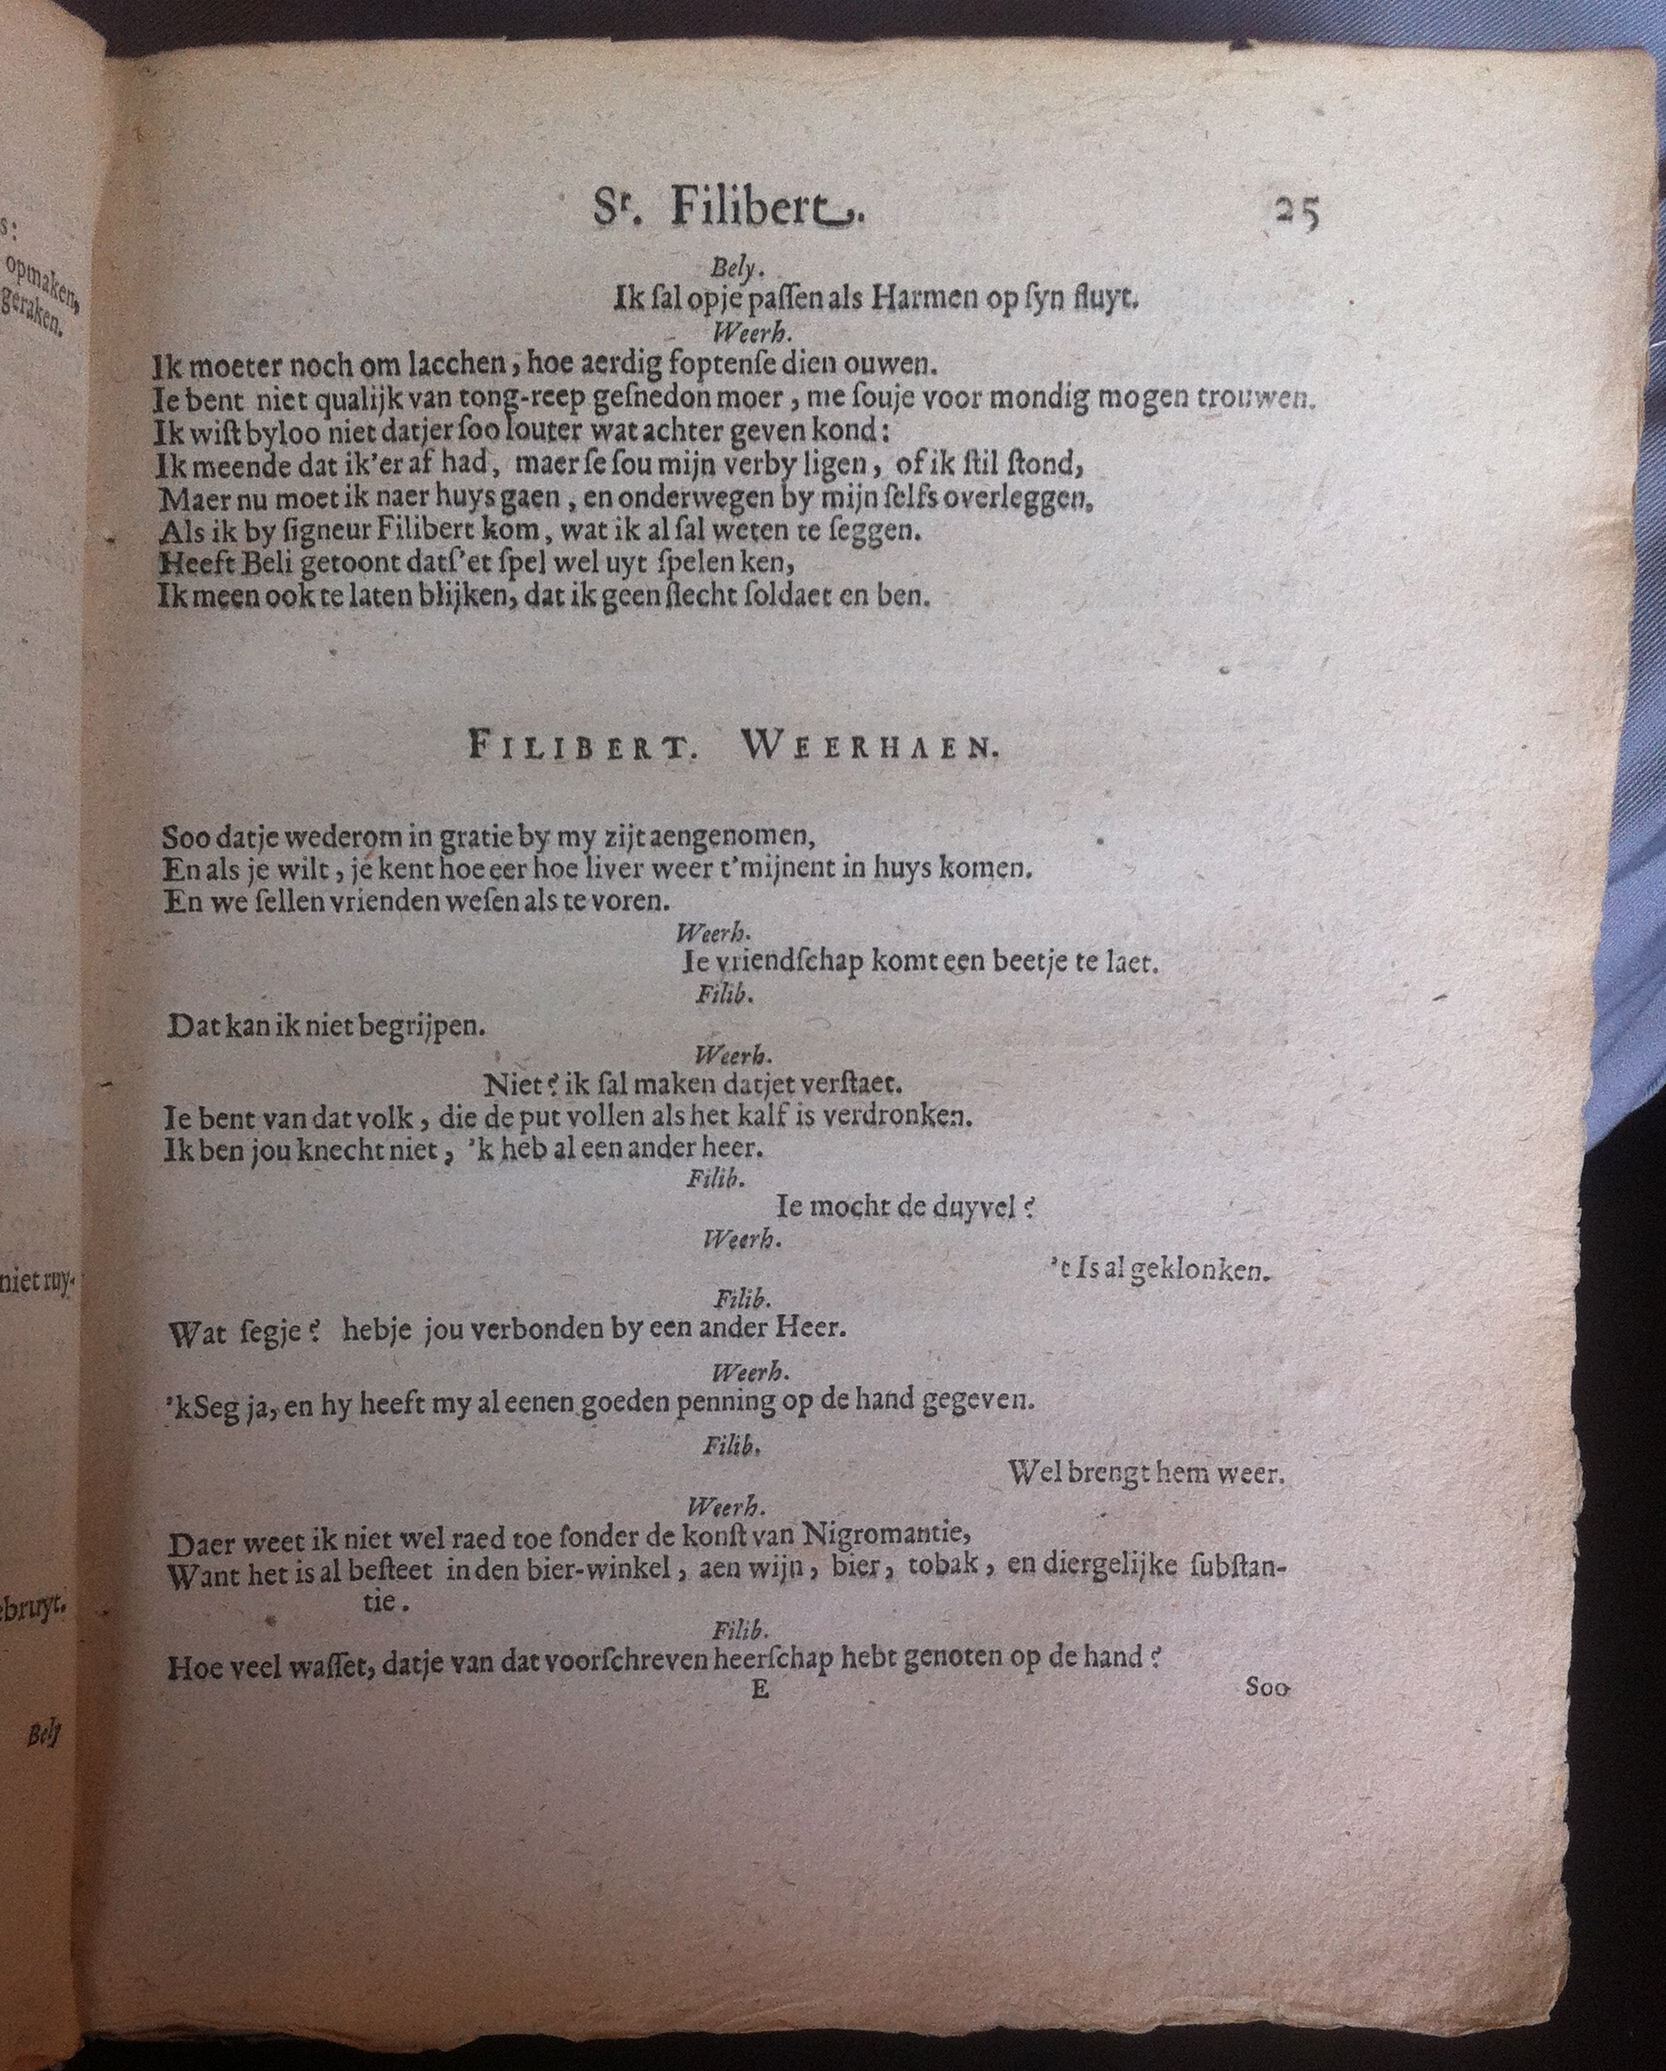 s:
opmaken,
geraken.
niet ruy-
ebruyt.
Bely
Sr. Filibert. 25
Bely.
Ik ſal opje paſſen als Harmen op ſyn fluyt.
Weerh.
Ik moeter noch om lacchen, hoe aerdig foptenſe dien ouwen.
Ie bent niet qualijk van tong-reep geſnedon moer, me ſouje voor mondig mogen trouwen.
Ik wiſt byloo niet datjer ſoo louter wat achter geven kond:
Ik meende dat ik'er af had, maer ſe ſou mijn verby ligen, of ik ſtil ſtond,
Maer nu moet ik naer huys gaen, en onderwegen by mijn ſelfs overleggen,
Als ik by ſigneur Filibert kom, wat ik al ſal weten te ſeggen.
Heeft Beli getoont datſ'et ſpel wel uyt ſpelen ken,
Ik meen ook te laten blijken, dat ik geen ſlecht ſoldaet en ben.
FILIBERT. WEERHAEN.
Soo datje wederom in gratie by my zijt aengenomen,
En als je wilt, je kent hoe eer hoe liver weer t'mijnent in huys komen.
En we ſellen vrienden weſen als te voren.
Weerh.
Ie vriendſchap komt een beetje te laet.
Filib.
Dat kan ik niet begrijpen.
Weerh.
Niet? ik ſal maken datjet verſtaet.
Ie bent van dat volk, die de put vollen als het kalf is verdronken.
Ik ben jou knecht niet, 'k heb al een ander heer.
Filib.
Ie mocht de duyvel?
Weerh.
't Is al geklonken.
Filib.
Wat ſegje? hebje jou verbonden by een ander Heer.
Weerh.
'kSeg ja, en hy heeft my al eenen goeden penning op de hand gegeven.
Filib.
Wel brengt hem weer.
Weerh.
Daer weet ik niet wel raed toe ſonder de konſt van Nigromantie,
Want het is al beſteet in den bier-winkel, aen wijn, bier, tobak, en diergelijke ſubſtan-
tie.
Filib.
Hoe veel waſſet, datje van dat voorſchreven heerſchap hebt genoten op de hand?
E Soo